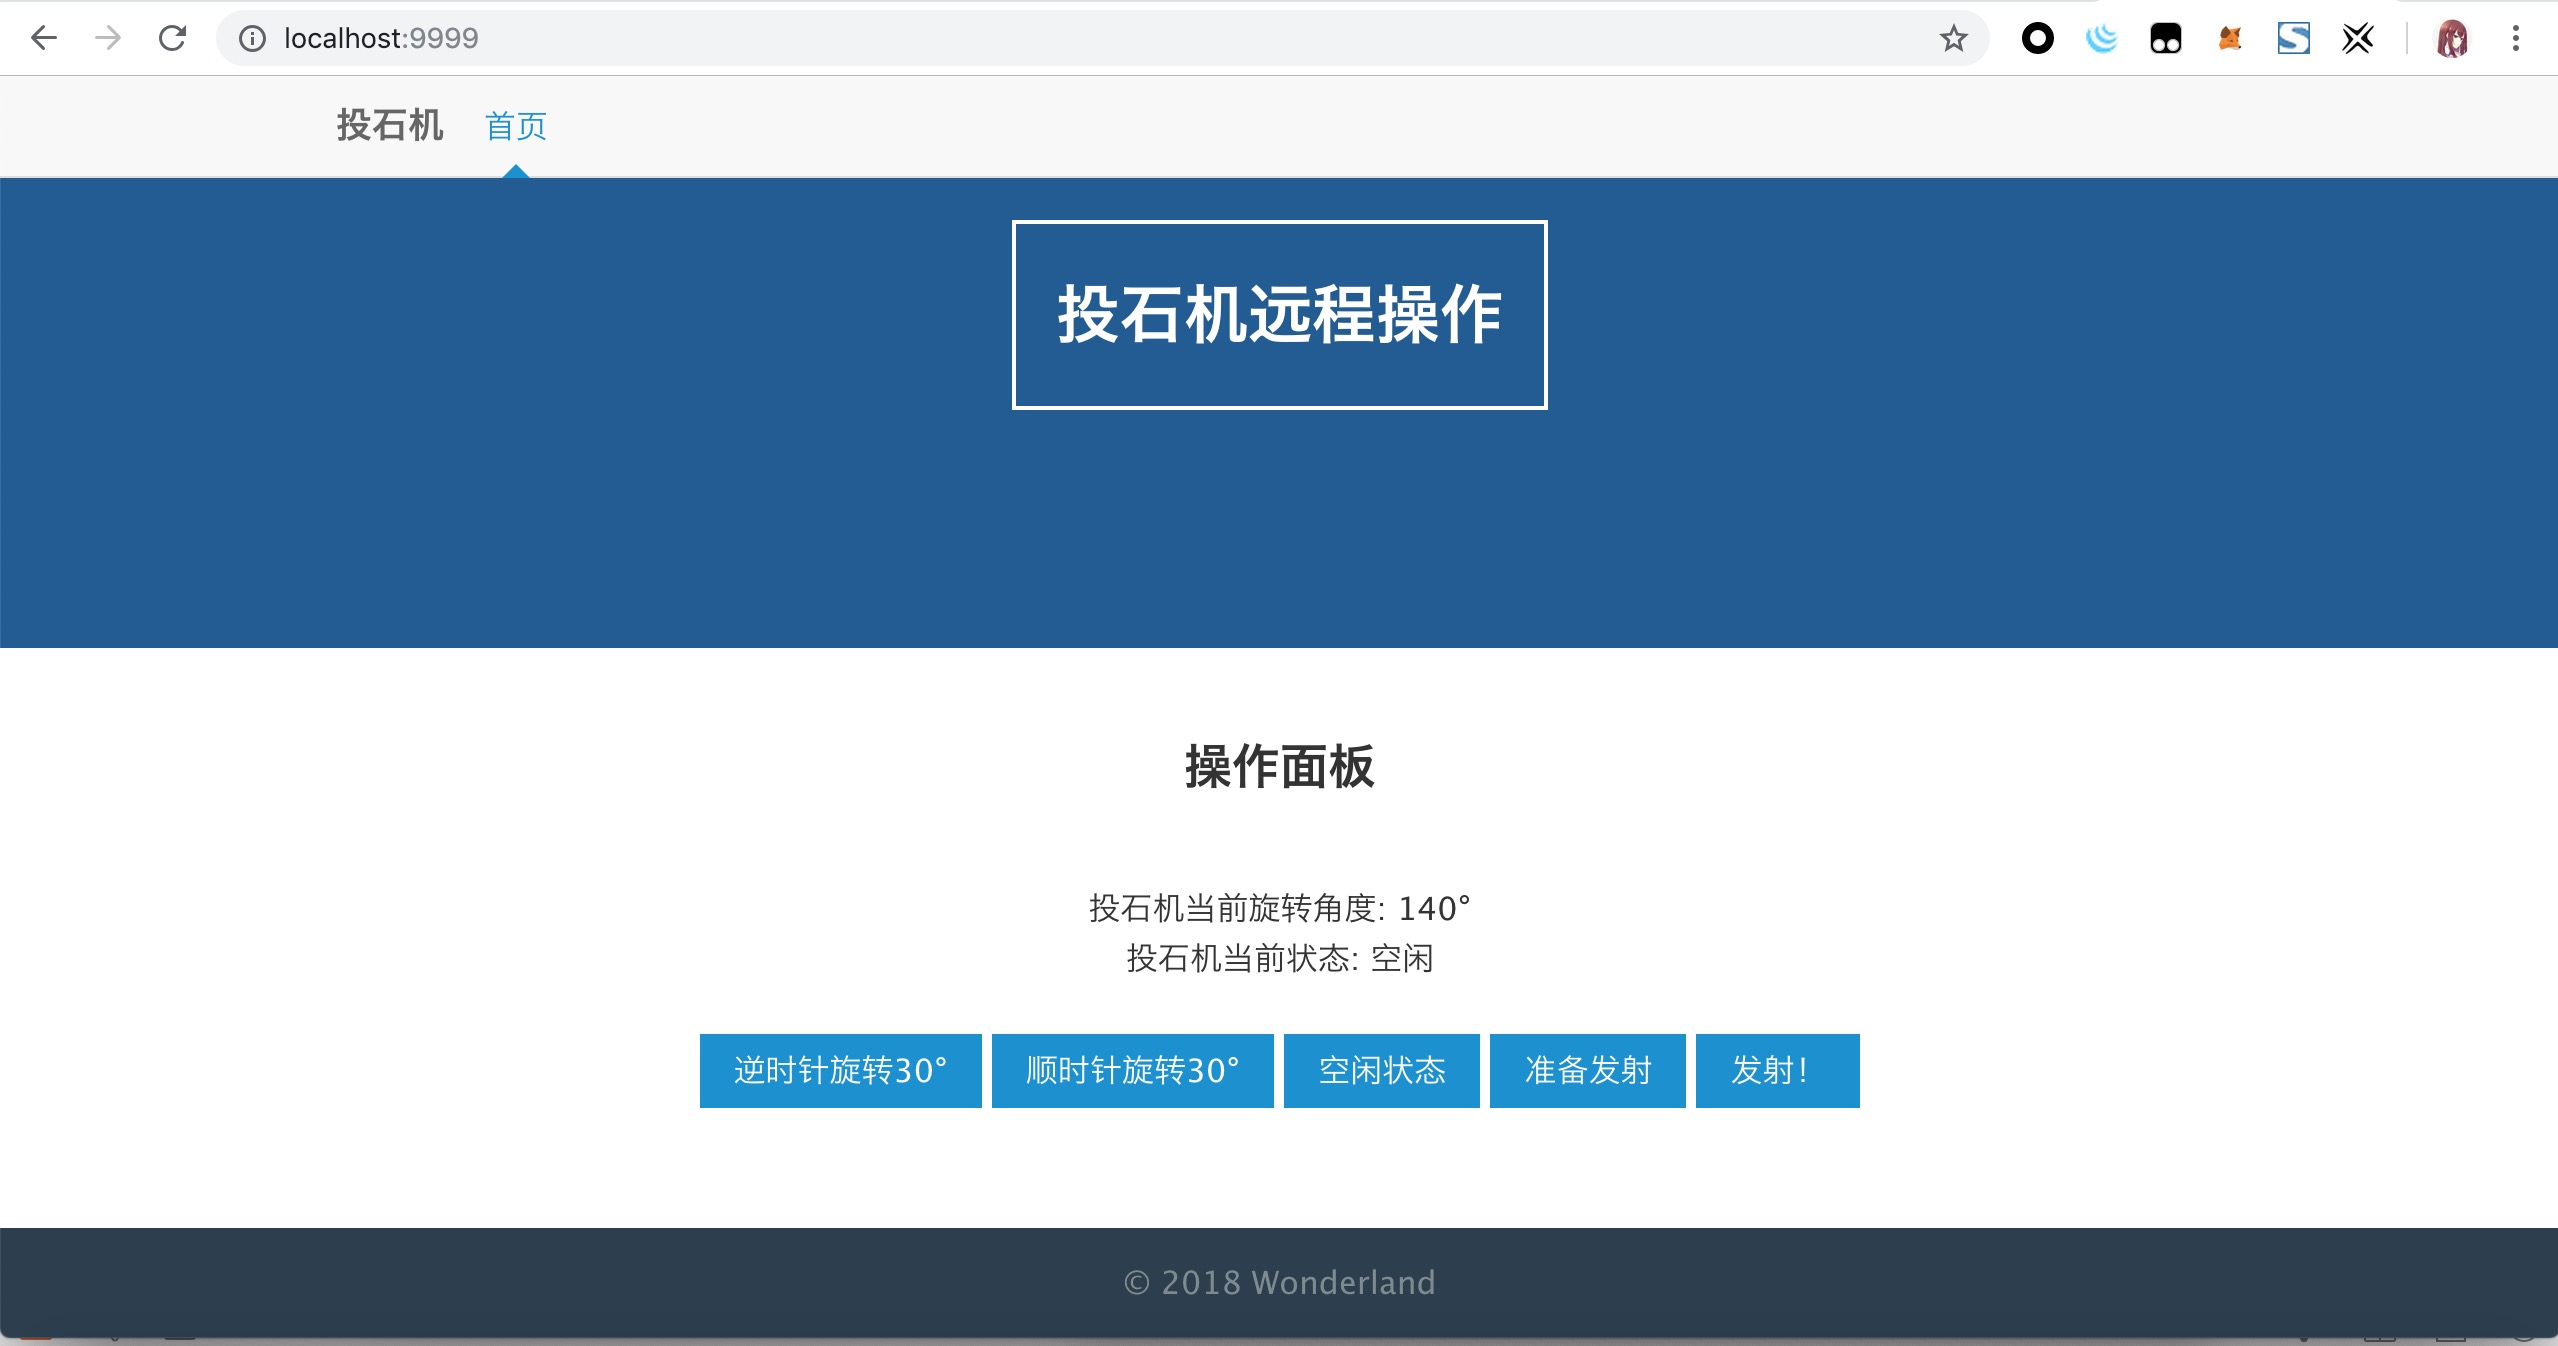 localhost:9999
投石机 首页
投石机远程操作
操作面板
投石机当前旋转角度: 140°
投石机当前状态: 空闲
逆时针旋转30° 顺时针旋转30° 空闲状态 准备发射 发射！
© 2018 Wonderland